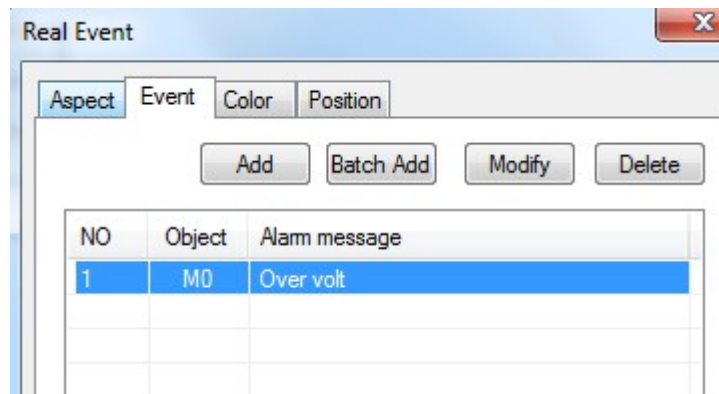 Real Event
Aspect Event Color Position
Add Batch Add Modify Delete
NO Object Alarm message
1 M0 Over volt